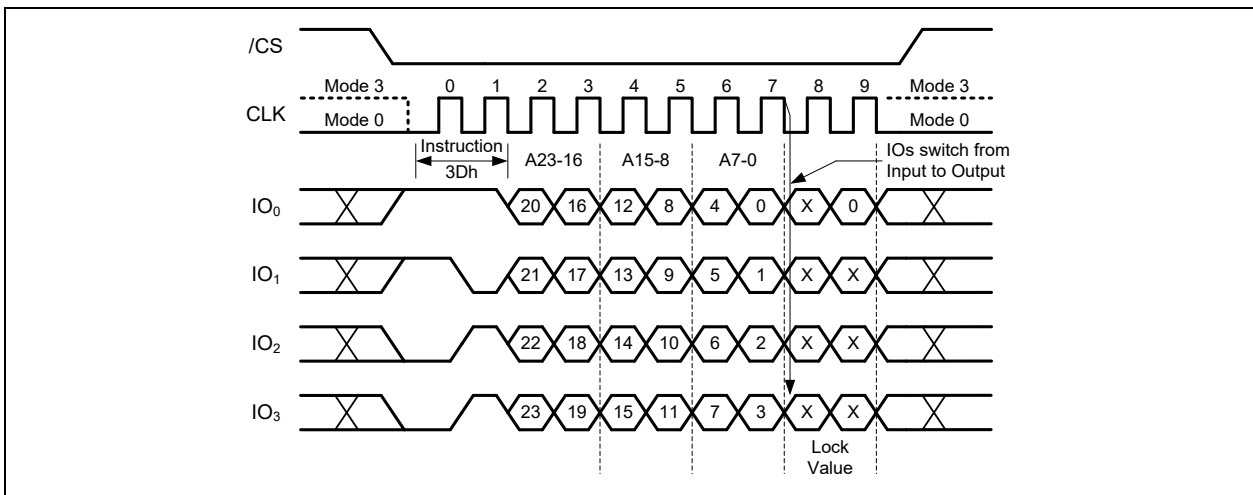 /CS
Mode 3 0 1 2 3 4 5 6 7 8 9 Mode 3
CLK
Mode 0 Mode 0
Instruction
3Dh
A23-16 A15-8 A7-0
IOs switch from
Input to Output
IO0 20 16 12 8 4 0 X 0
IO1 21 17 13 9 5 1 X X
IO2 22 18 14 10 6 2 X X
IO3 23 19 15 11 7 3 X X
Lock
Value